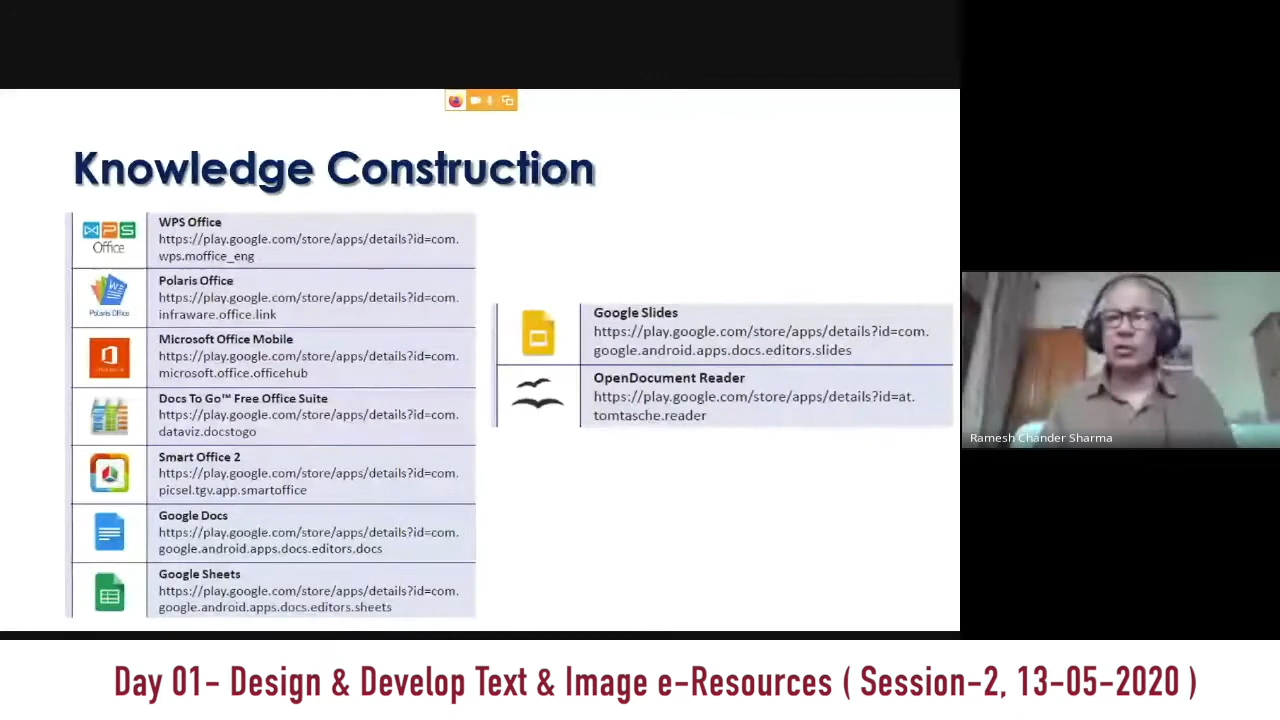 Knowledge Construction
WPS
Office
WPS Office
https://play.google.com/store/apps/details?id=com.
wps.moffice_eng
Polaris Office
Polaris Office
https://play.google.com/store/apps/details?id=com.
infraware.office.link
Microsoft Office Mobile
https://play.google.com/store/apps/details?id=com.
microsoft.office.officehub
Docs To Go™ Free Office Suite
https://play.google.com/store/apps/details?id=com.
dataviz.docstogo
Smart Office 2
https://play.google.com/store/apps/details?id=com.
picsel.tgv.app.smartoffice
Google Docs
https://play.google.com/store/apps/details?id=com.
google.android.apps.docs.editors.docs
Google Sheets
https://play.google.com/store/apps/details?id=com.
google.android.apps.docs.editors.sheets
Google Slides
https://play.google.com/store/apps/details?id=com.
google.android.apps.docs.editors.slides
OpenDocument Reader
https://play.google.com/store/apps/details?id=at.
tomtasche.reader
Ramesh Chander Sharma
Day 01- Design & Develop Text & Image e-Resources ( Session-2, 13-05-2020 )